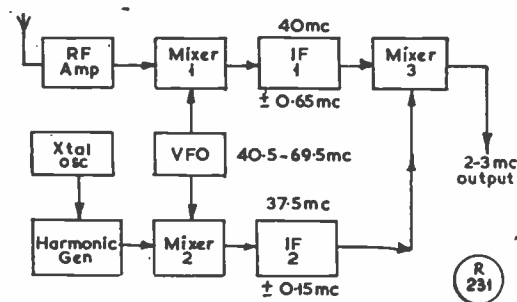 40mc
RF
Amp
Mixer
1
IF
1
Mixer
3
± 0·65mc
Xtal
osc
VFO
40·5-69·5mc
2-3mc
output
37·5mc
Harmonic
Gen
Mixer
2
IF
2
± 0·15mc
R
231